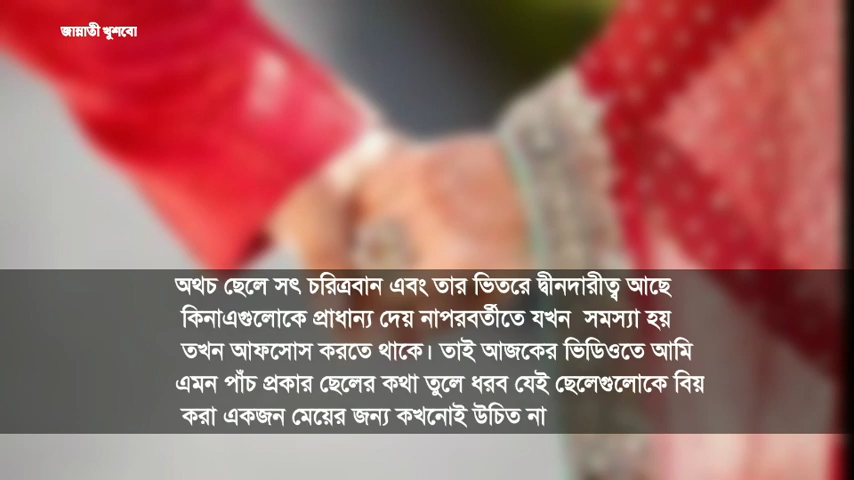 জান্নাতী খুশবো
অথচ ছেলে সৎ চরিত্রবান এবং তার ভিতরে দ্বীনদারীত্ব আছে
কিনাএগুলোকে প্রাধান্য দেয় নাপরবর্তীতে যখন সমস্যা হয়
তখন আফসোস করতে থাকে। তাই আজকের ভিডিওতে আমি
এমন পাঁচ প্রকার ছেলের কথা তুলে ধরব যেই ছেলেগুলোকে বিয়
করা একজন মেয়ের জন্য কখনোই উচিত না